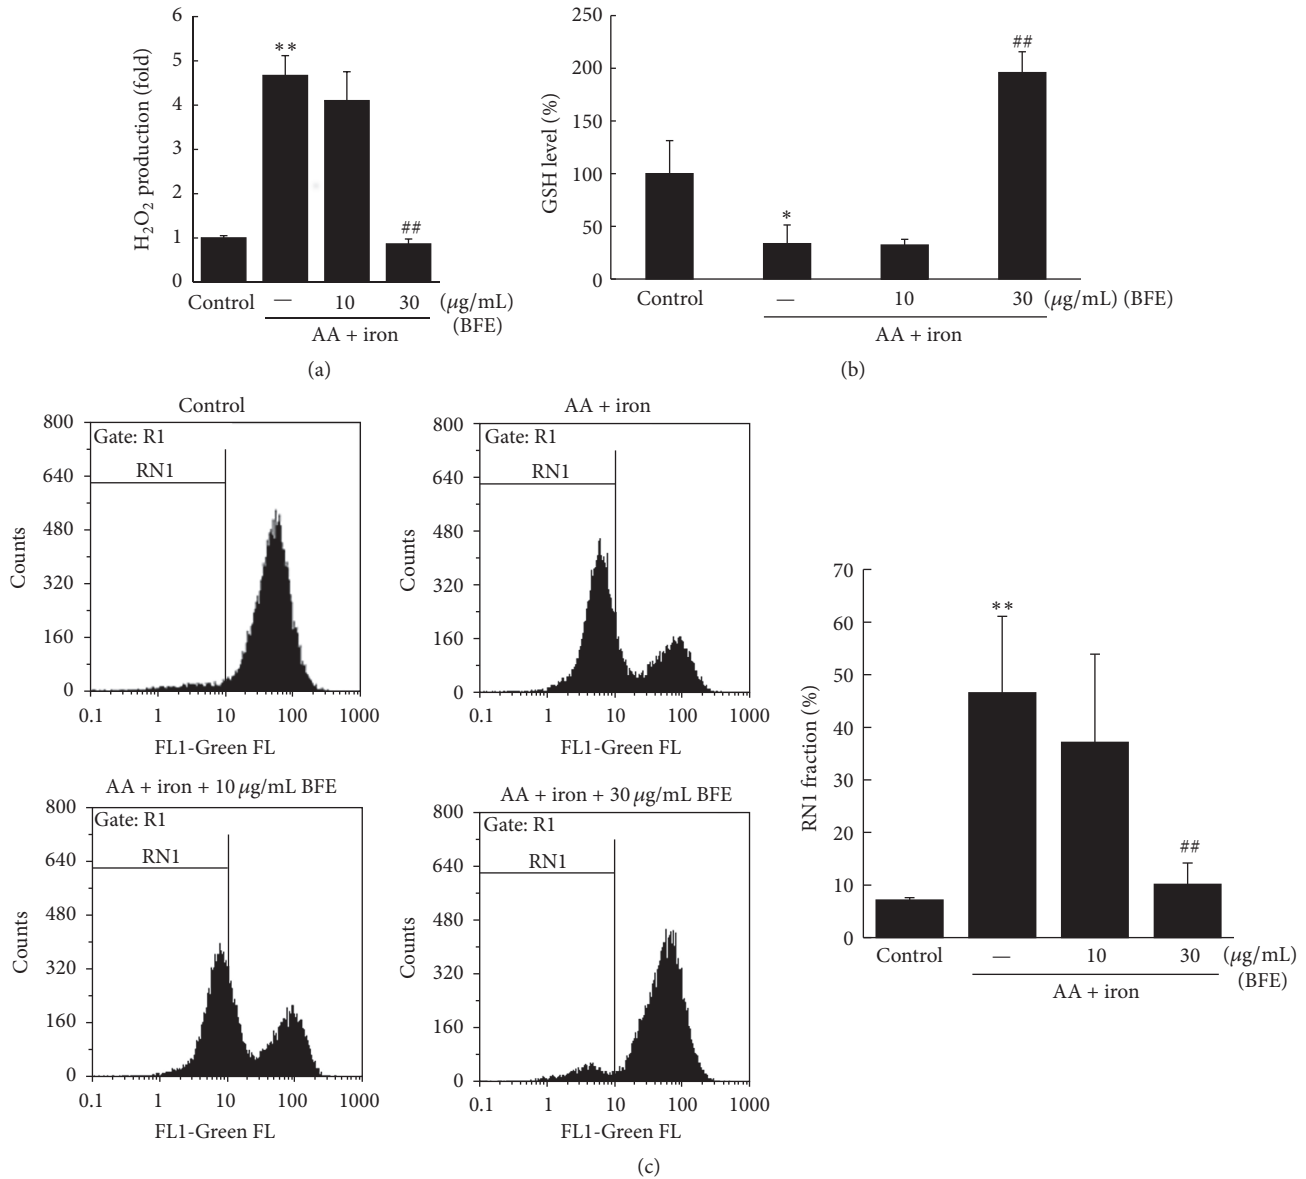 6
5
4
3
2
1
0
H2O2 production (fold)
**
##
Control — 10 30 (μg/mL)
(BFE)
AA + iron
(a)
250
200
150
100
50
0
GSH level (%)
*
##
Control — 10 30 (μg/mL) (BFE)
AA + iron
(b)
Control
800
640
480
320
160
0
Counts
Gate: R1
RN1
0.1 1 10 100 1000
FL1-Green FL
AA + iron
800
640
480
320
160
0
Counts
Gate: R1
RN1
0.1 1 10 100 1000
FL1-Green FL
AA + iron + 10 μg/mL BFE
800
640
480
320
160
0
Counts
Gate: R1
RN1
0.1 1 10 100 1000
FL1-Green FL
AA + iron + 30 μg/mL BFE
800
640
480
320
160
0
Counts
Gate: R1
RN1
0.1 1 10 100 1000
FL1-Green FL
70
60
50
40
30
20
10
0
RN1 fraction (%)
**
##
Control — 10 30 (μg/mL)
(BFE)
AA + iron
(c)